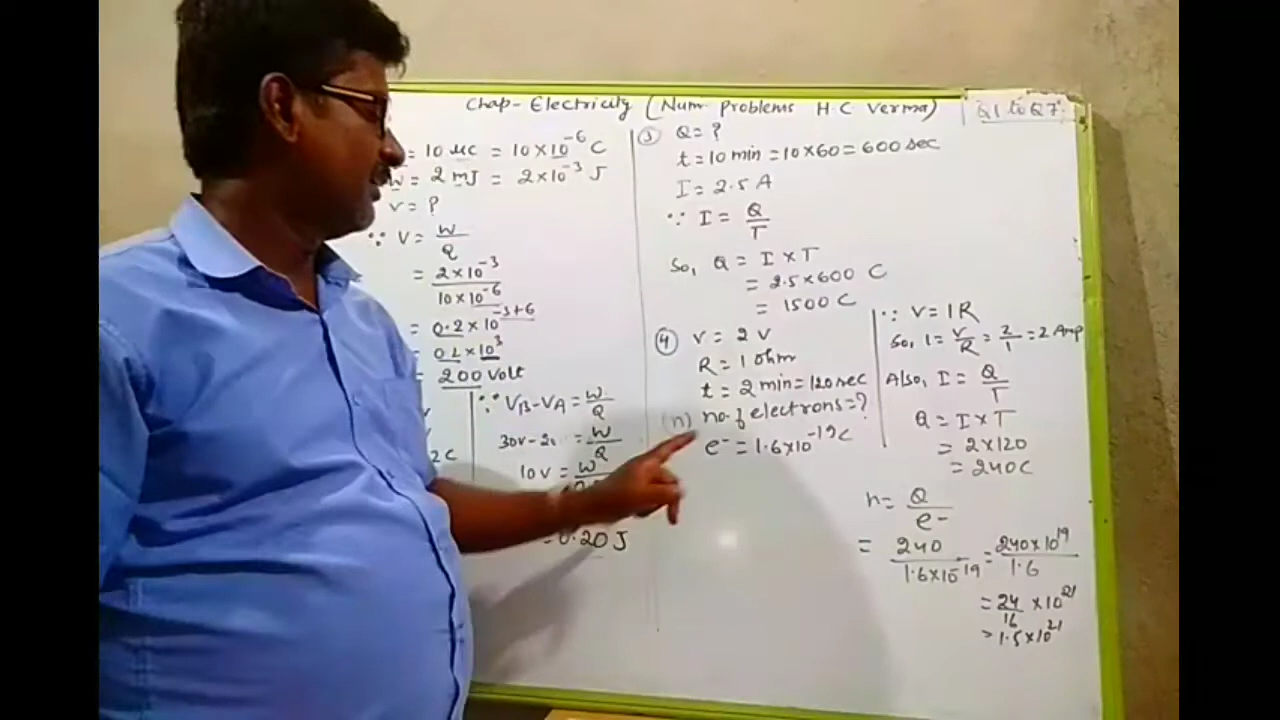 Chap- Electricity (Num. Problems H.C Verma) Q1 to Q7
= 10 μc = 10 × 10⁻⁶ C
w = 2 mJ = 2×10⁻³ J
v = ?
∵ V = W/Q
= 2×10⁻³/10×10⁻⁶
= 0.2×10⁻³⁺⁶
= 0.2×10³
= 200 Volt
∵ VB-VA = W/Q
30V-20 = W/Q
10V = W
= 0.20 J
③ Q = ?
t = 10 min = 10×60 = 600 sec
I = 2.5 A
∵ I = Q/T
So, Q = I × T
= 2.5×600 C
= 1500 C
④ V = 2 V
R = 1 ohm
t = 2 min = 120 sec
(n) no. of electrons = ?
e⁻ = 1.6×10⁻¹⁹ C
∵ V = IR
So, I = V/R = 2/1 = 2 Amp
Also, I = Q/T
Q = I × T
= 2×120
= 240 C
n = Q/e⁻
= 240/1.6×10⁻¹⁹ = 240×10¹⁹/1.6
= 24/16 ×10²¹
= 1.5×10²¹